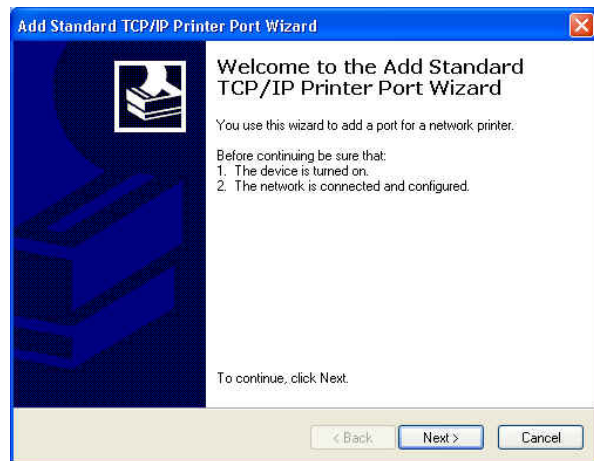 Add Standard TCP/IP Printer Port Wizard
Welcome to the Add Standard
TCP/IP Printer Port Wizard
You use this wizard to add a port for a network printer.
Before continuing be sure that:
1. The device is turned on.
2. The network is connected and configured.
To continue, click Next.
< Back
Next >
Cancel